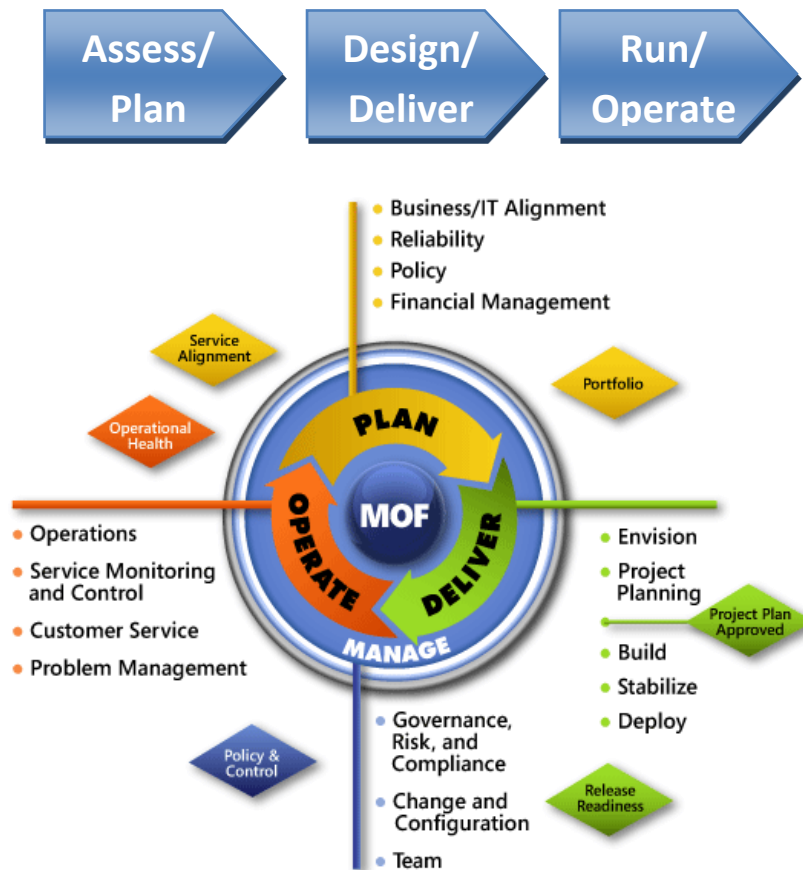 Assess/
Plan
Design/
Deliver
Run/
Operate
Business/IT Alignment
Reliability
Policy
Financial Management
Service
Alignment
Portfolio
Operational
Health
PLAN
MOF
OPERATE
DELIVER
MANAGE
Operations
Service Monitoring
and Control
Customer Service
Problem Management
Envision
Project
Planning
Project Plan
Approved
Build
Stabilize
Deploy
Policy &
Control
Governance,
Risk, and
Compliance
Change and
Configuration
Team
Release
Readiness